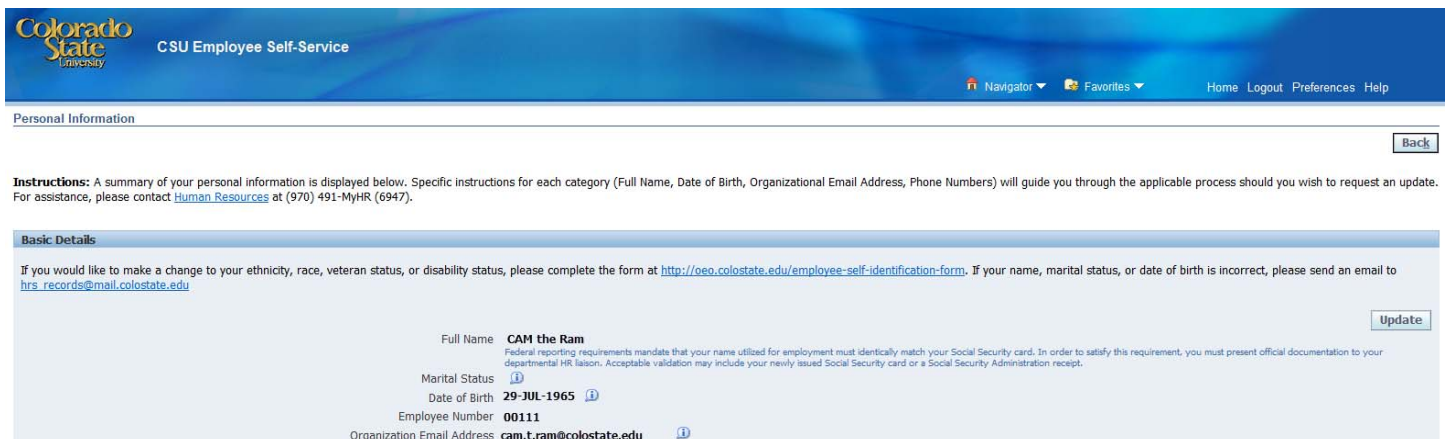 Colorado
State
University
CSU Employee Self-Service
Navigator Favorites Home Logout Preferences Help
Personal Information
Back
Instructions: A summary of your personal information is displayed below. Specific instructions for each category (Full Name, Date of Birth, Organizational Email Address, Phone Numbers) will guide you through the applicable process should you wish to request an update.
For assistance, please contact Human Resources at (970) 491-MyHR (6947).
Basic Details
If you would like to make a change to your ethnicity, race, veteran status, or disability status, please complete the form at http://oeo.colostate.edu/employee-self-identification-form. If your name, marital status, or date of birth is incorrect, please send an email to
hrs_records@mail.colostate.edu
Update
Full Name CAM the Ram
Federal reporting requirements mandate that your name utilized for employment must identically match your Social Security card. In order to satisfy this requirement, you must present official documentation to your
departmental HR liaison. Acceptable validation may include your newly issued Social Security card or a Social Security Administration receipt.
Marital Status
Date of Birth 29-JUL-1965
Employee Number 00111
Organization Email Address cam.t.ram@colostate.edu